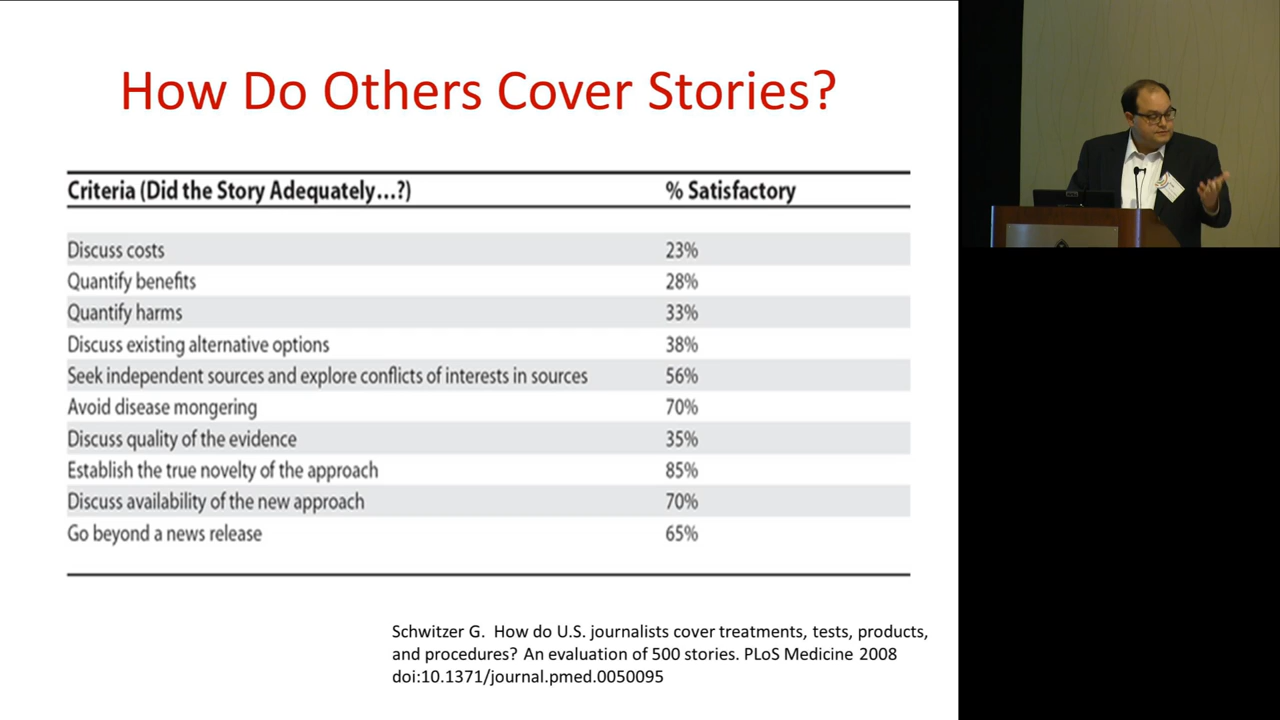 How Do Others Cover Stories?
Criteria (Did the Story Adequately...?) % Satisfactory
Discuss costs 23%
Quantify benefits 28%
Quantify harms 33%
Discuss existing alternative options 38%
Seek independent sources and explore conflicts of interests in sources 56%
Avoid disease mongering 70%
Discuss quality of the evidence 35%
Establish the true novelty of the approach 85%
Discuss availability of the new approach 70%
Go beyond a news release 65%
Schwitzer G. How do U.S. journalists cover treatments, tests, products,
and procedures? An evaluation of 500 stories. PLoS Medicine 2008
doi:10.1371/journal.pmed.0050095